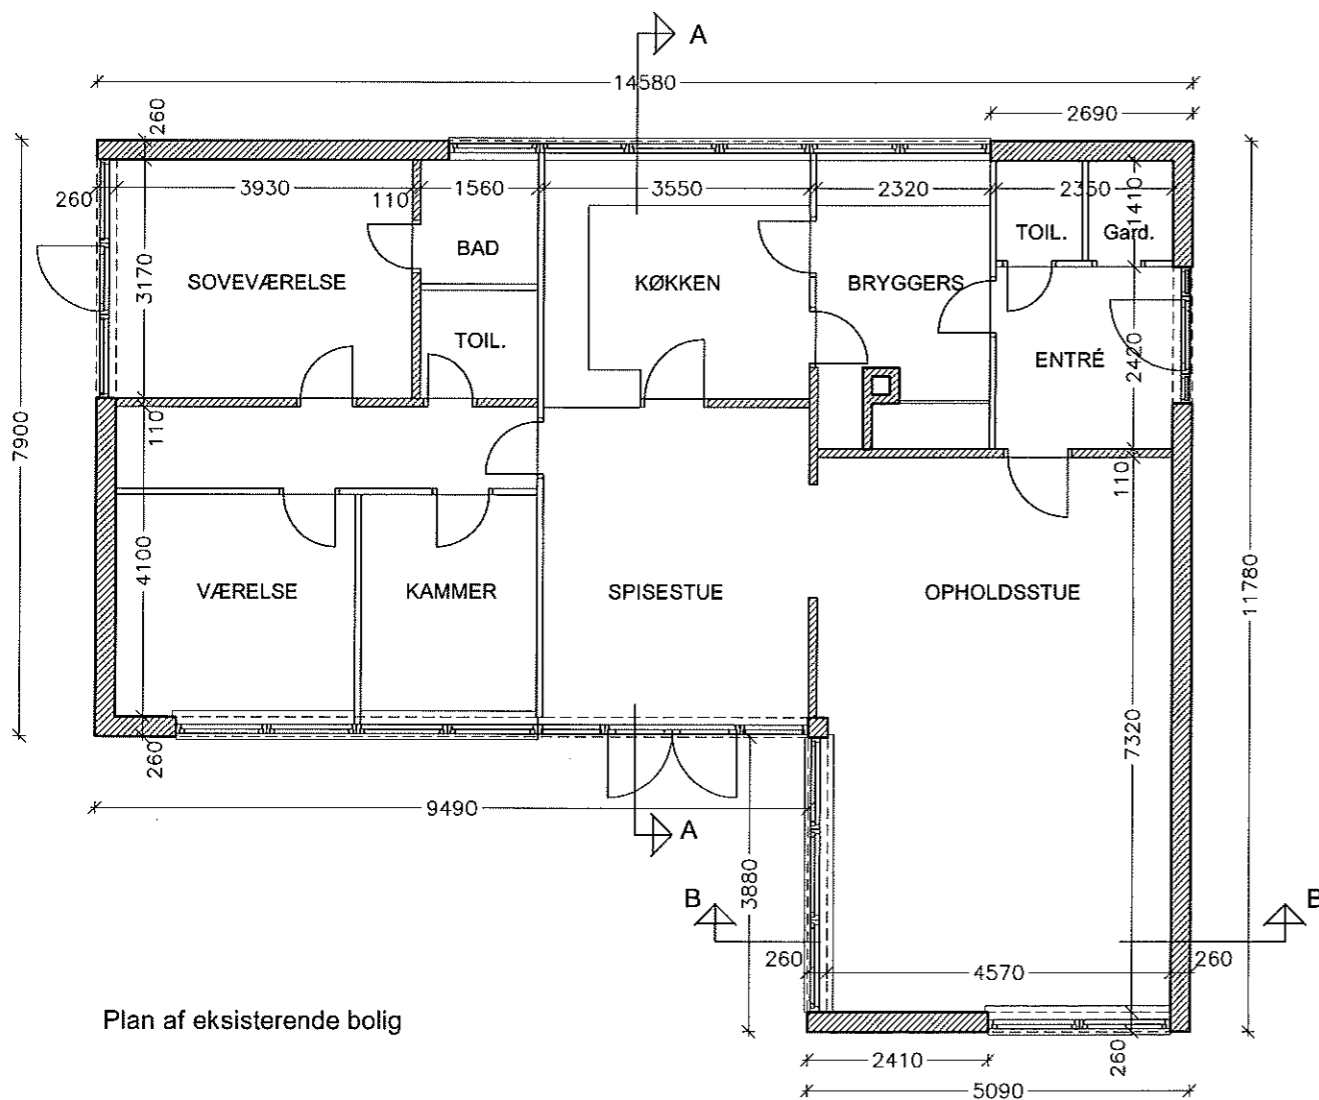 A
14580
2690
260
260
3930
110
1560
3550
2320
2350
1410
BAD
TOIL.
Gard.
SOVEVÆRELSE
KØKKEN
BRYGGERS
3170
TOIL.
ENTRÉ
2420
7900
110
110
4100
VÆRELSE
KAMMER
SPISESTUE
OPHOLDSSTUE
11780
7320
260
9490
A
3880
B
B
260
4570
260
Plan af eksisterende bolig
2410
260
5090